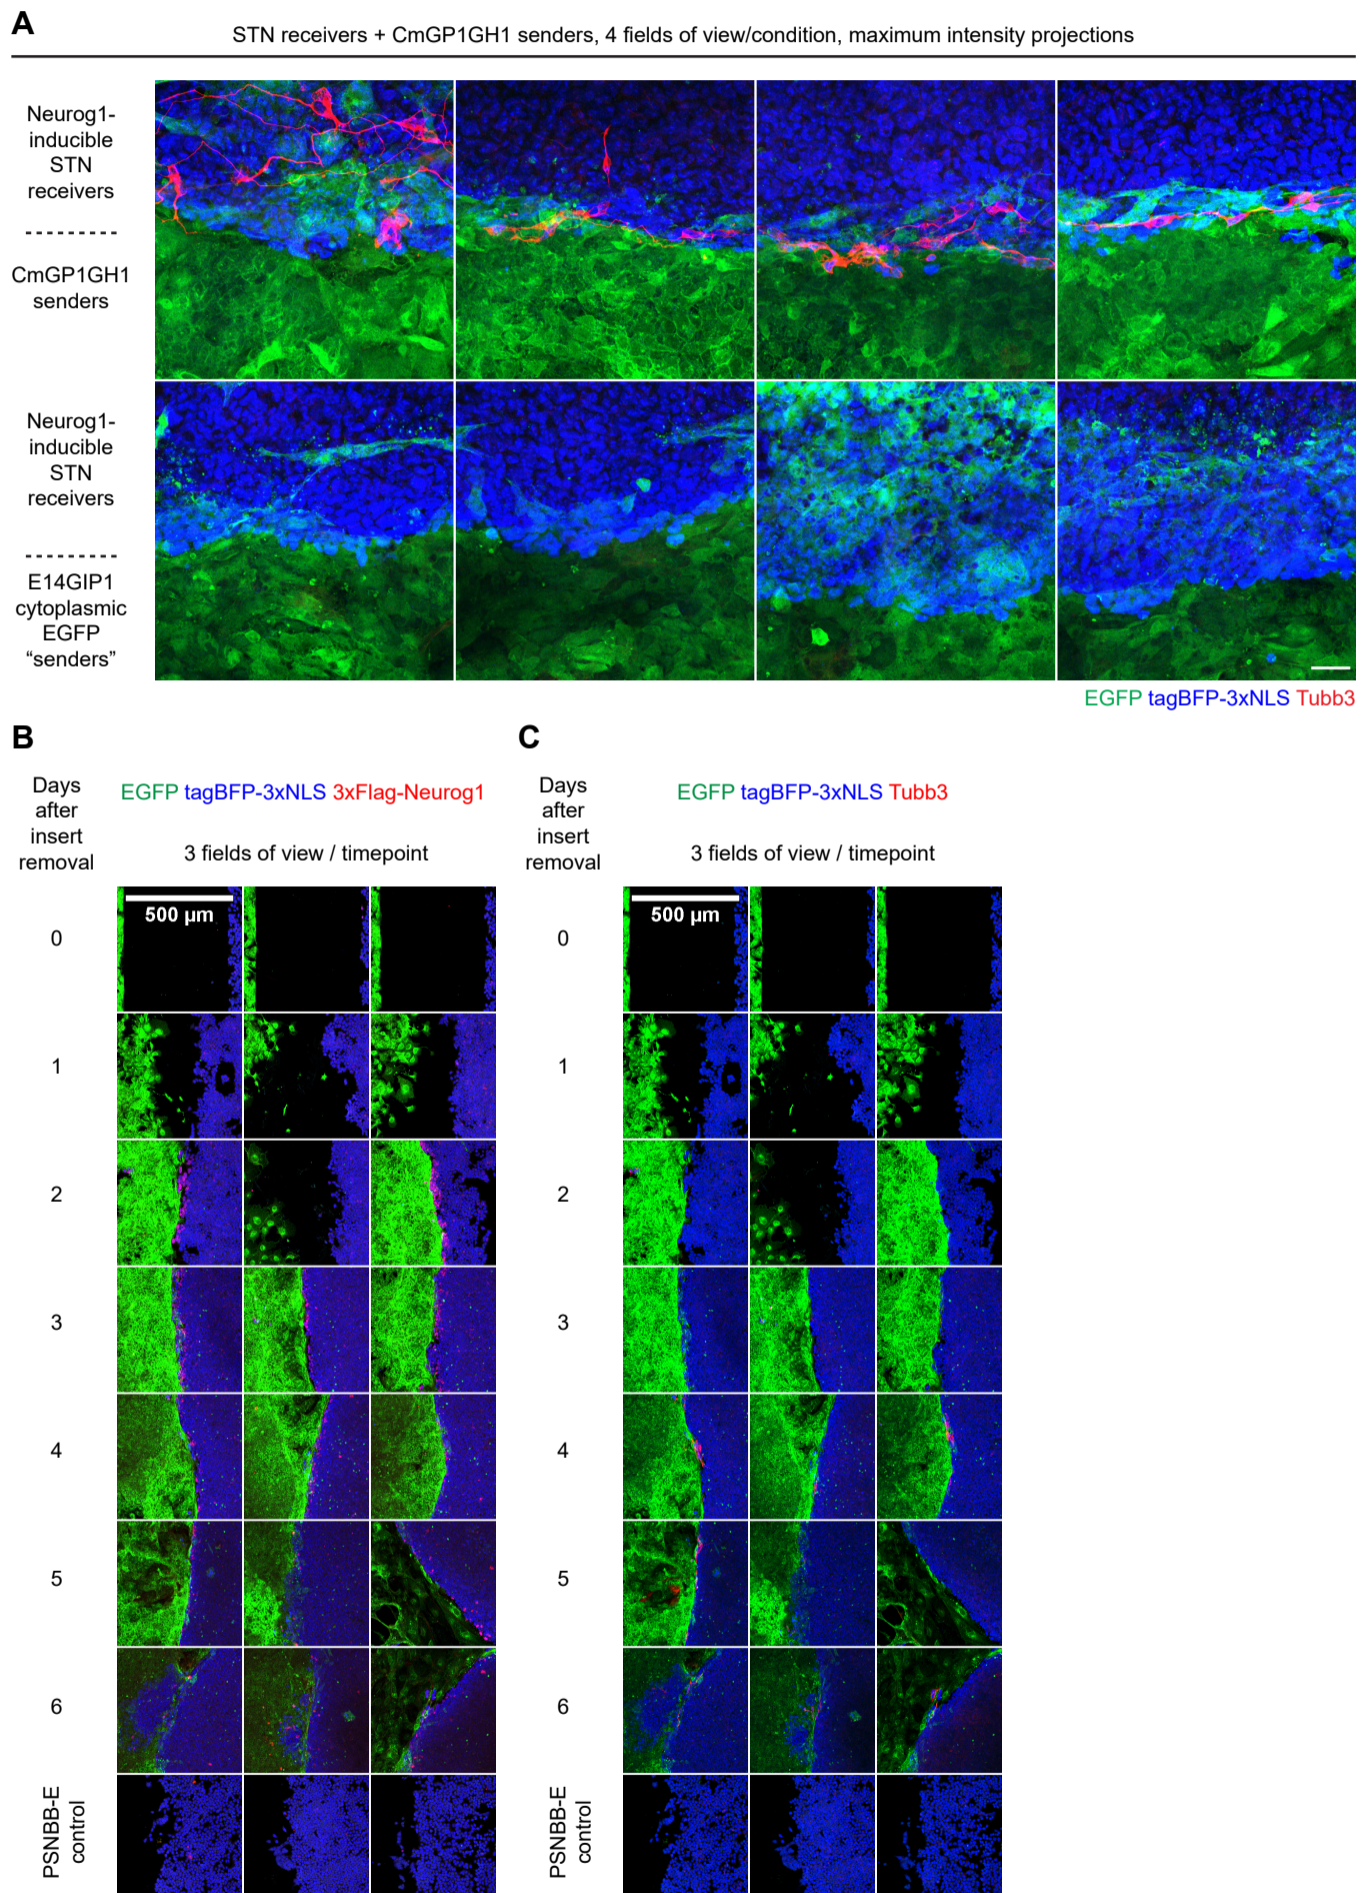 A
STN receivers + CmGP1GH1 senders, 4 fields of view/condition, maximum intensity projections
Neurog1-
inducible
STN
receivers
CmGP1GH1
senders
Neurog1-
inducible
STN
receivers
E14GIP1
cytoplasmic
EGFP
“senders”
EGFP tagBFP-3xNLS Tubb3
B
Days
after
insert
removal
EGFP tagBFP-3xNLS 3xFlag-Neurog1
3 fields of view / timepoint
500 µm
0
1
2
3
4
5
6
PSNBB-E
control
C
Days
after
insert
removal
EGFP tagBFP-3xNLS Tubb3
3 fields of view / timepoint
500 µm
0
1
2
3
4
5
6
PSNBB-E
control